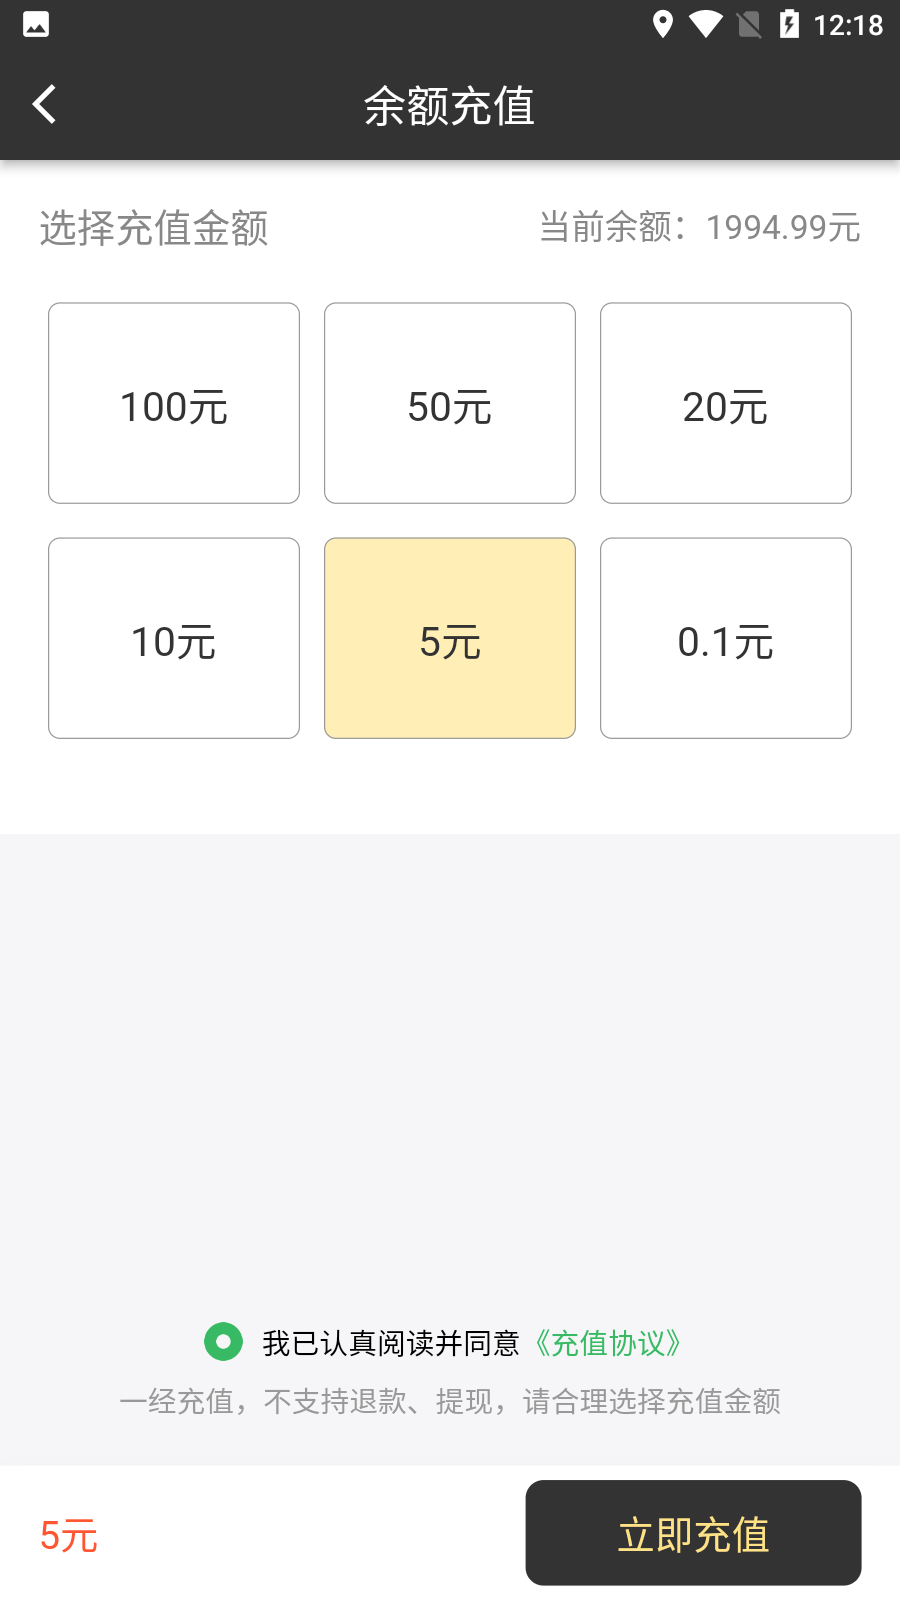 12:18
余额充值
选择充值金额 当前余额：1994.99元
100元 50元 20元
10元 5元 0.1元
我已认真阅读并同意《充值协议》
一经充值，不支持退款、提现，请合理选择充值金额
5元 立即充值